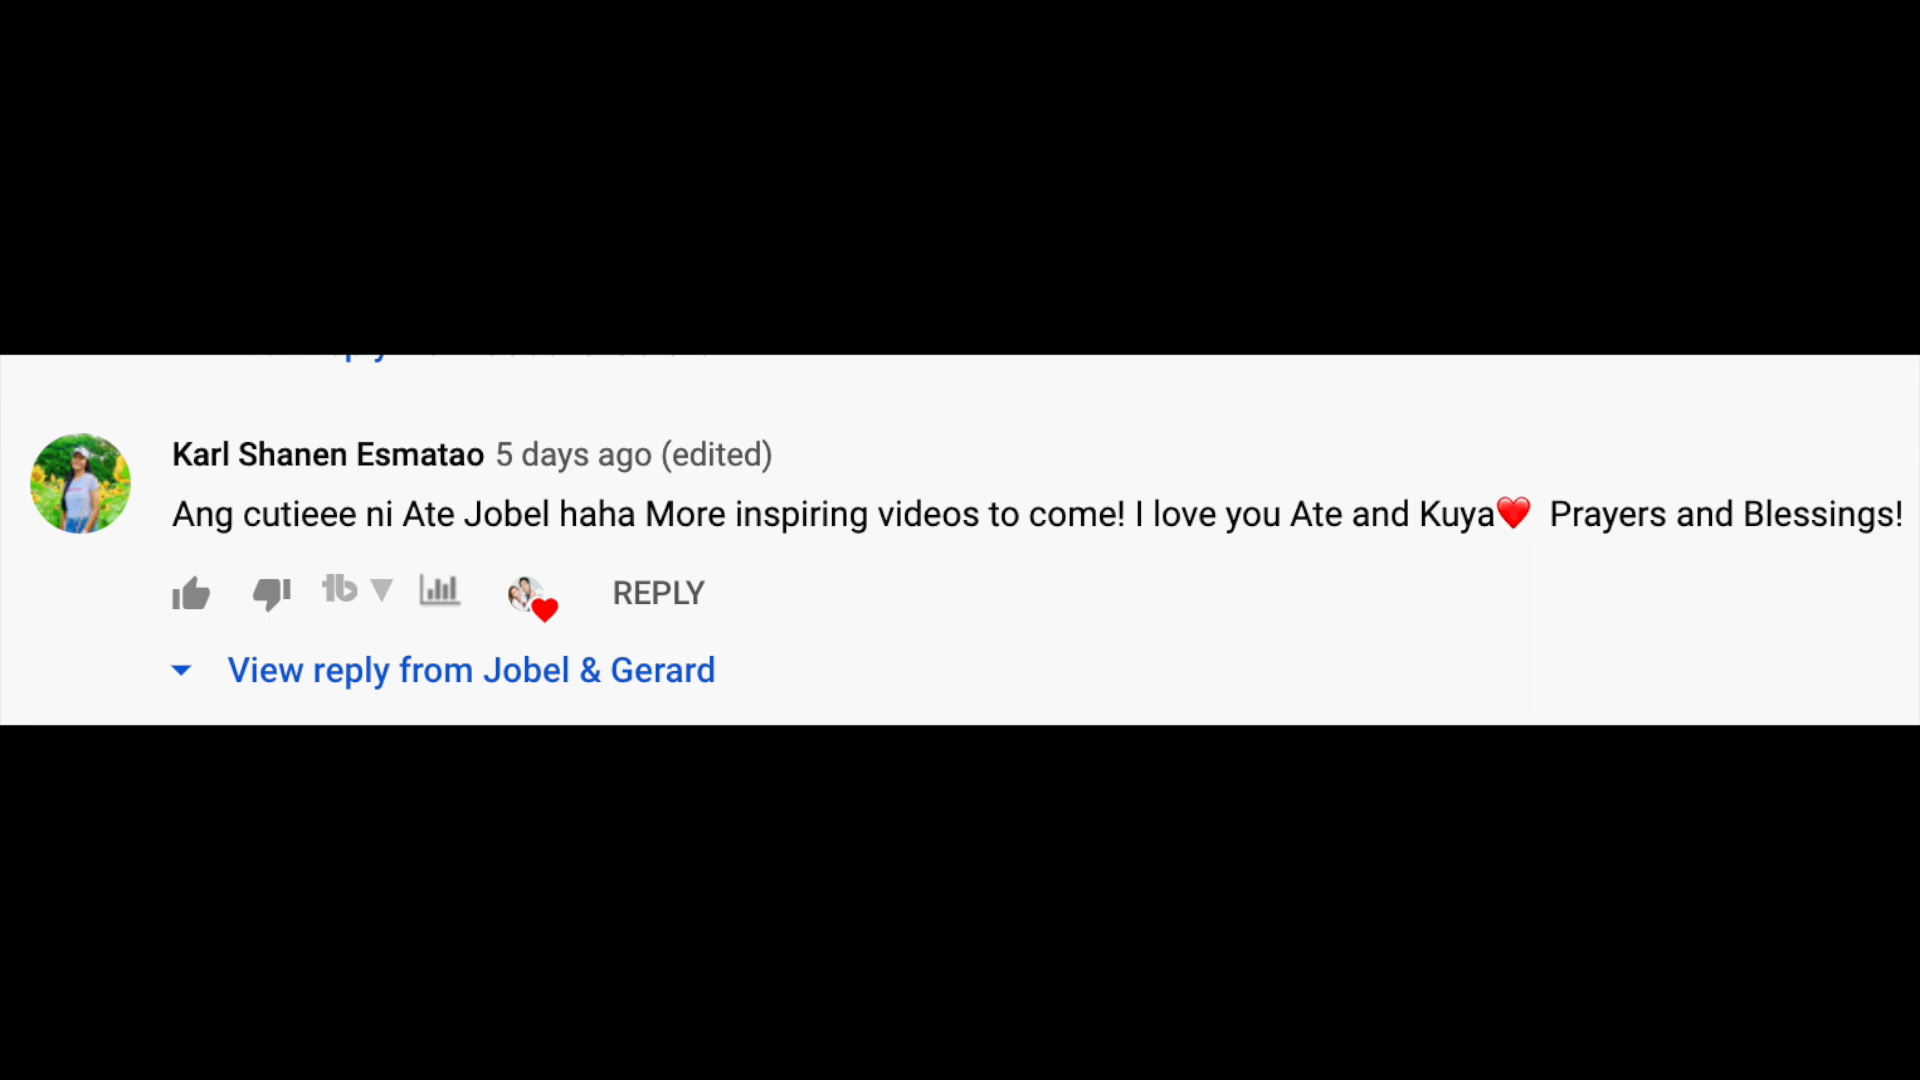 Karl Shanen Esmatao 5 days ago (edited)
Ang cutieee ni Ate Jobel haha More inspiring videos to come! I love you Ate and Kuya❤️ Prayers and Blessings!
tb
REPLY
View reply from Jobel & Gerard